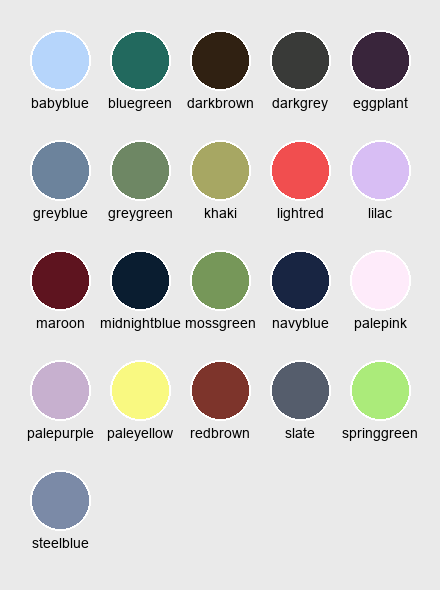 babyblue bluegreen darkbrown darkgrey eggplant
greyblue greygreen khaki lightred lilac
maroon midnightblue mossgreen navyblue palepink
palepurple paleyellow redbrown slate springgreen
steelblue